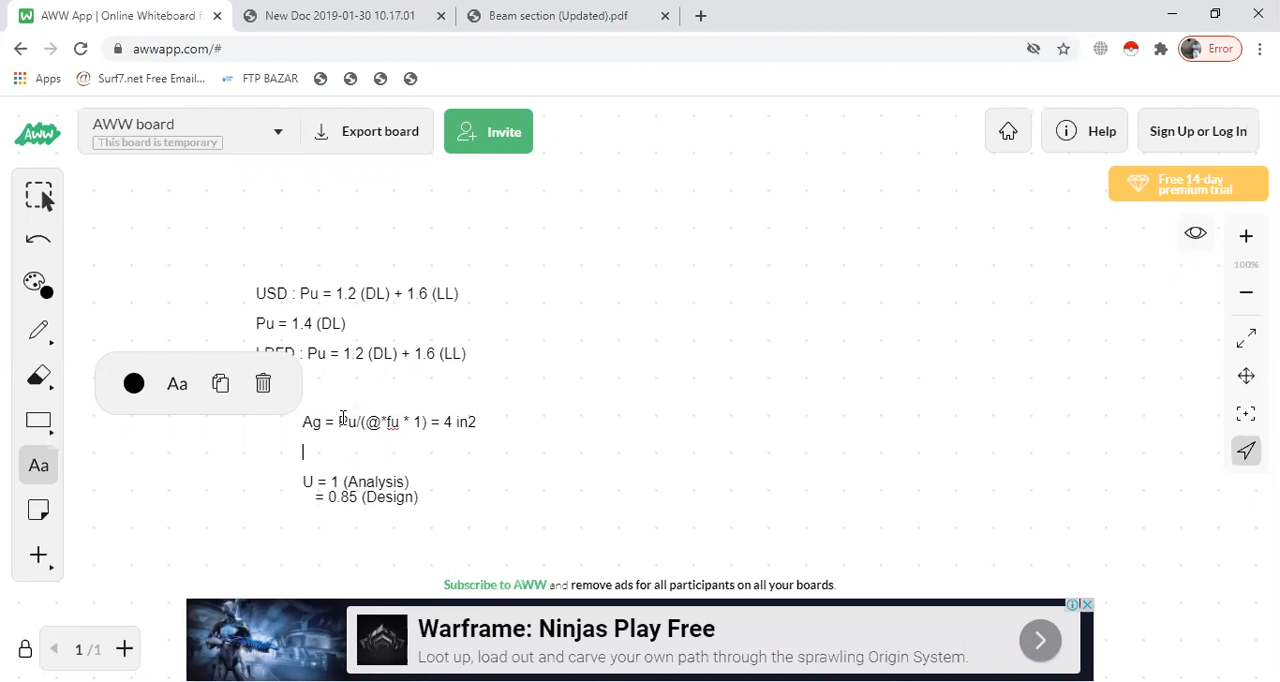 AWW App | Online Whiteboard f
New Doc 2019-01-30 10.17.01
Beam section (Updated).pdf
awwapp.com/#
Error
Apps
Surf7.net Free Email...
FTP BAZAR
AWW
AWW board
This board is temporary
Export board
Invite
Help
Sign Up or Log In
Free 14-day
premium trial
100%
USD : Pu = 1.2 (DL) + 1.6 (LL)
Pu = 1.4 (DL)
: Pu = 1.2 (DL) + 1.6 (LL)
Aa
Ag = Pu/(@*fu * 1) = 4 in2
Aa
U = 1 (Analysis)
= 0.85 (Design)
Subscribe to AWW and remove ads for all participants on all your boards.
Warframe: Ninjas Play Free
Loot up, load out and carve your own path through the sprawling Origin System.
1 /1